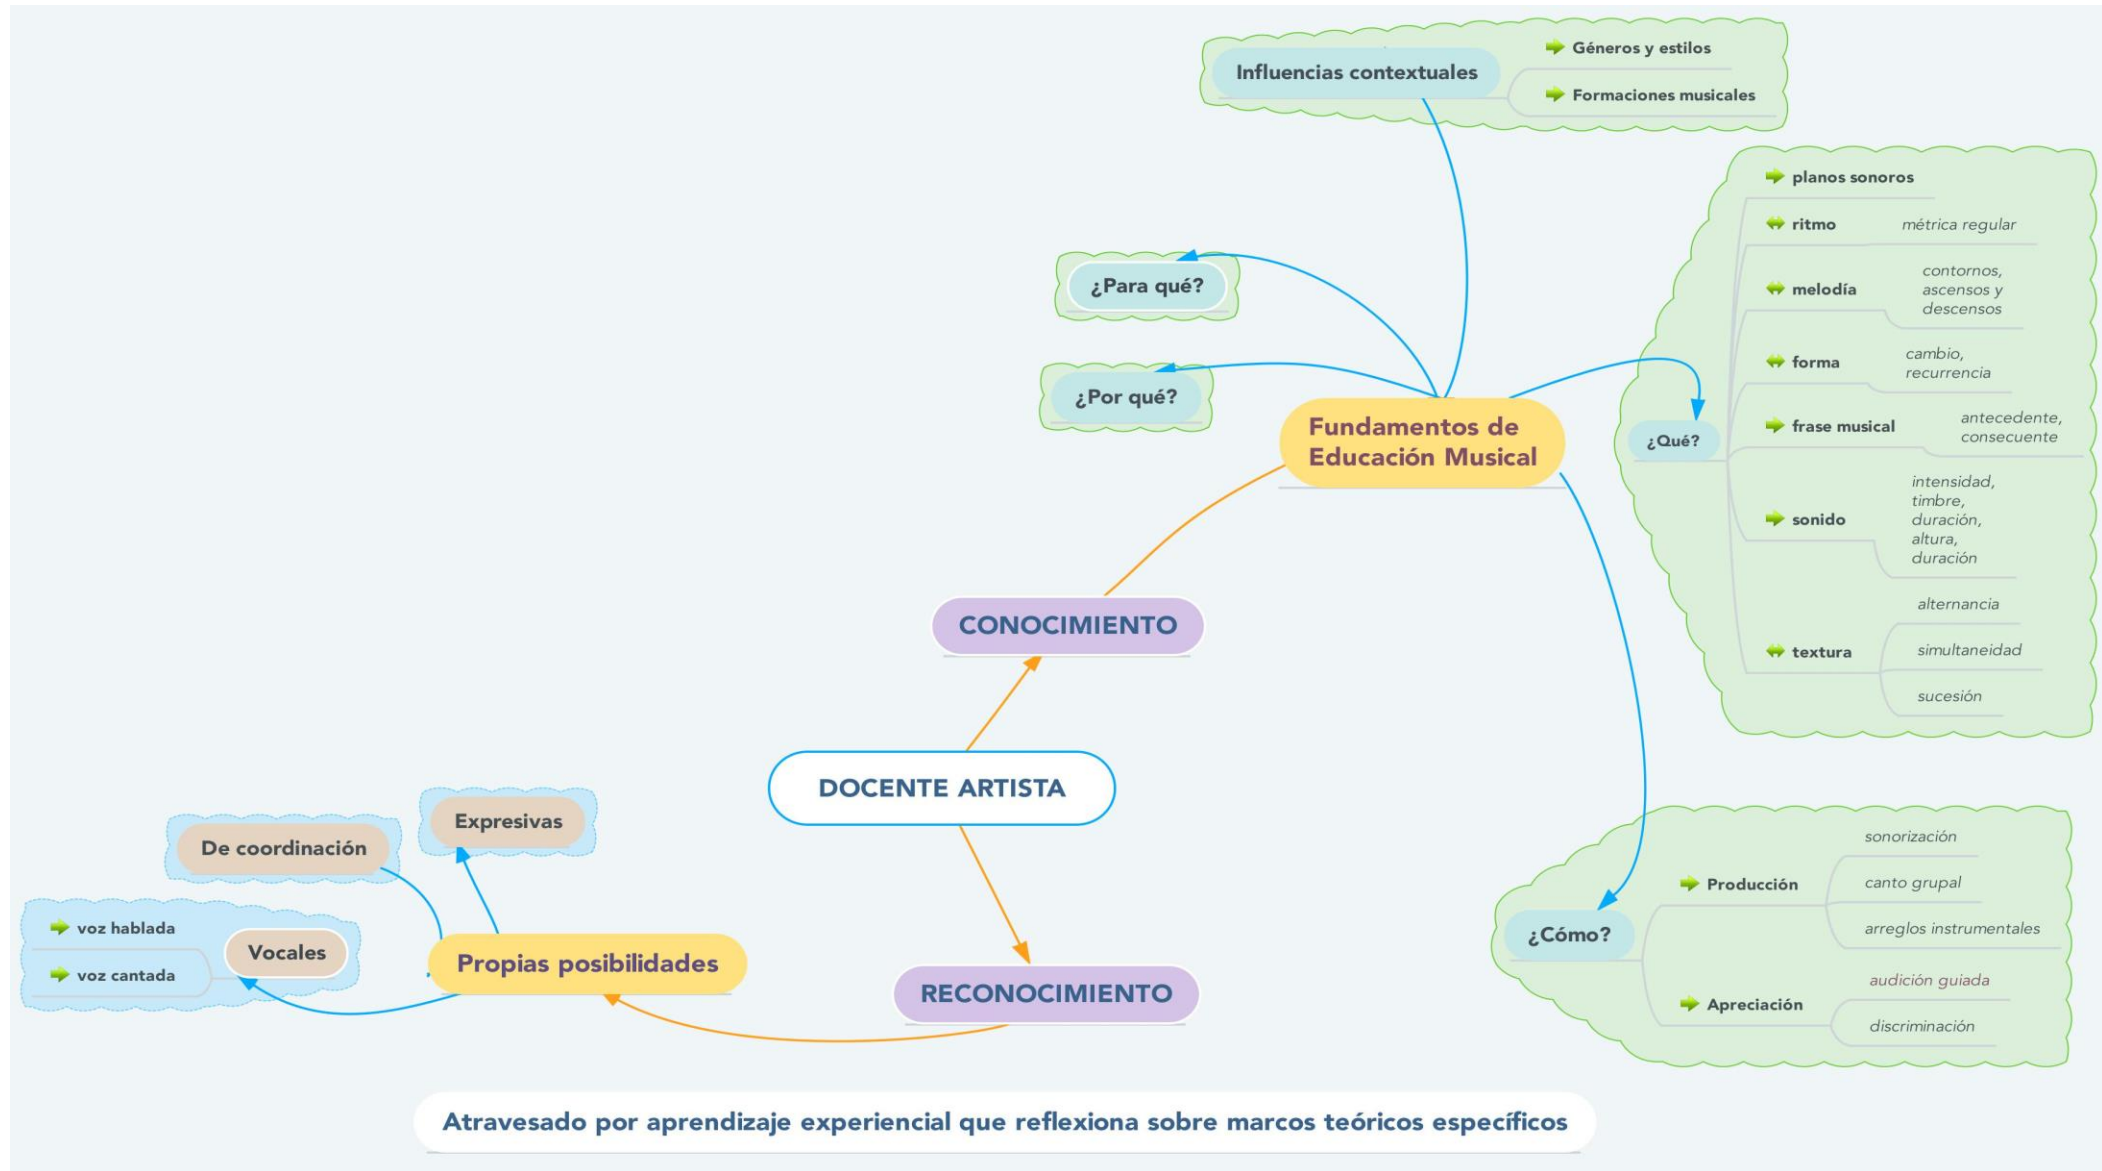 Influencias contextuales
Géneros y estilos
Formaciones musicales
¿Para qué?
¿Por qué?
Fundamentos de
Educación Musical
¿Qué?
planos sonoros
ritmo
métrica regular
melodía
contornos,
ascensos y
descensos
forma
cambio,
recurrencia
frase musical
antecedente,
consecuente
sonido
intensidad,
timbre,
duración,
altura,
duración
textura
alternancia
simultaneidad
sucesión
CONOCIMIENTO
DOCENTE ARTISTA
RECONOCIMIENTO
Propias posibilidades
Expresivas
De coordinación
Vocales
voz hablada
voz cantada
¿Cómo?
Producción
sonorización
canto grupal
arreglos instrumentales
Apreciación
audición guiada
discriminación
Atravesado por aprendizaje experiencial que reflexiona sobre marcos teóricos específicos